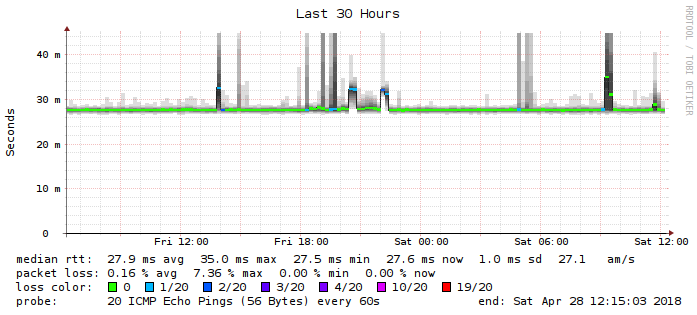 Last 30 Hours
RRDTOOL / TOBI OETIKER
Seconds
40 m
30 m
20 m
10 m
0
Fri 12:00 Fri 18:00 Sat 00:00 Sat 06:00 Sat 12:00
median rtt: 27.9 ms avg 35.0 ms max 27.5 ms min 27.6 ms now 1.0 ms sd 27.1 am/s
packet loss: 0.16 % avg 7.36 % max 0.00 % min 0.00 % now
loss color: 0 1/20 2/20 3/20 4/20 10/20 19/20
probe: 20 ICMP Echo Pings (56 Bytes) every 60s end: Sat Apr 28 12:15:03 2018